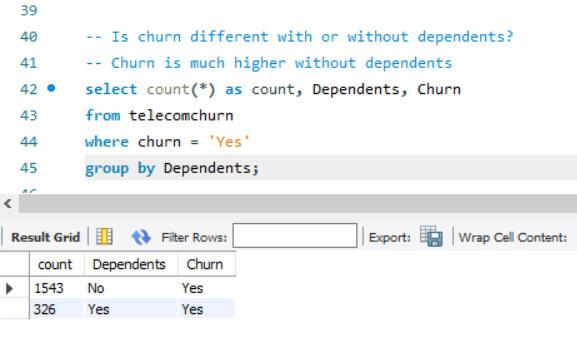 39
40 -- Is churn different with or without dependents?
41 -- Churn is much higher without dependents
42 select count(*) as count, Dependents, Churn
43 from telecomchurn
44 where churn = 'Yes'
45 group by Dependents;
Result Grid Filter Rows: Export: Wrap Cell Content:
count Dependents Churn
1543 No Yes
326 Yes Yes